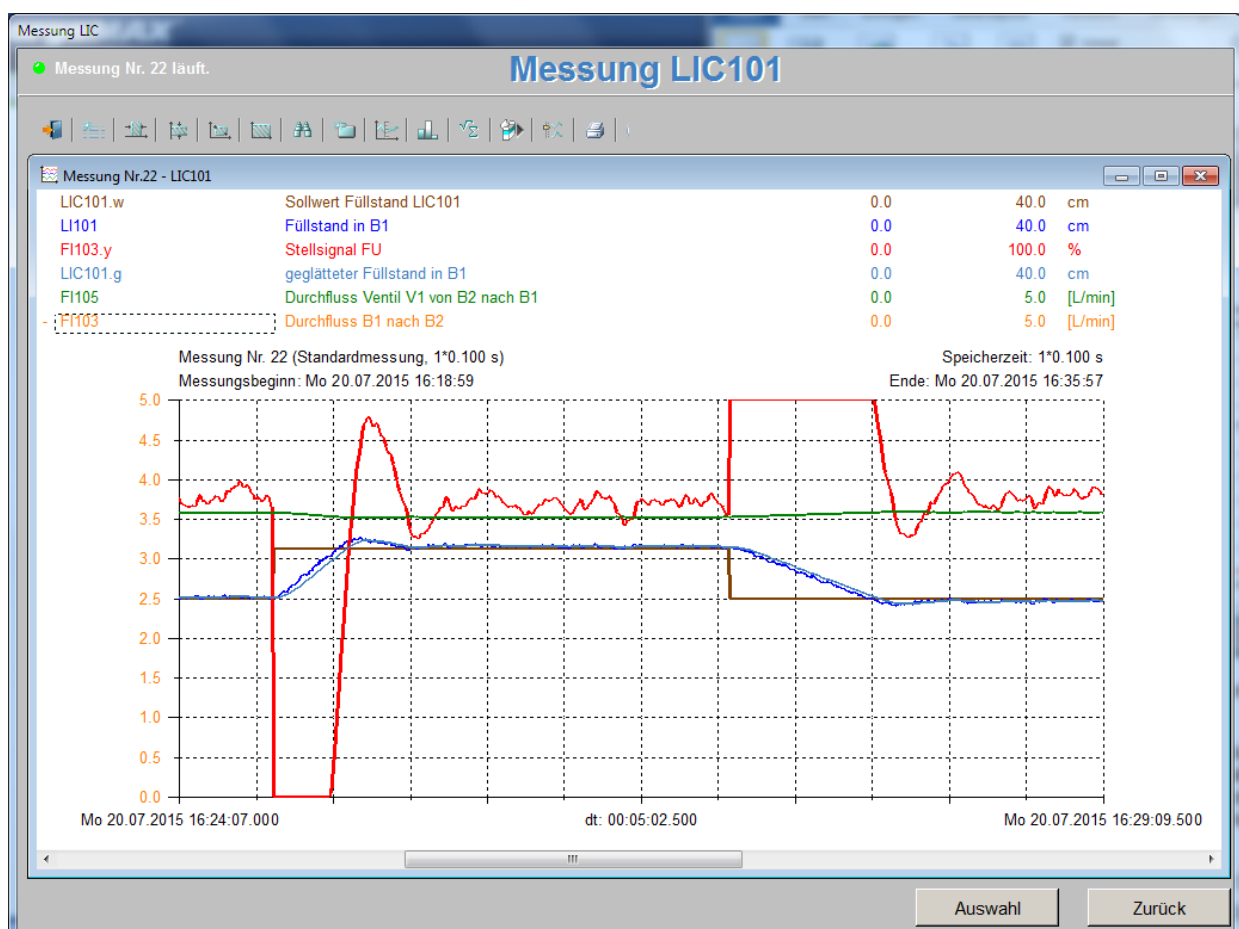 Messung LIC
Messung Nr. 22 läuft.
Messung LIC101
Messung Nr.22 - LIC101
LIC101.w Sollwert Füllstand LIC101 0.0 40.0 cm
LI101 Füllstand in B1 0.0 40.0 cm
FI103.y Stellsignal FU 0.0 100.0 %
LIC101.g geglätteter Füllstand in B1 0.0 40.0 cm
FI105 Durchfluss Ventil V1 von B2 nach B1 0.0 5.0 [L/min]
- FI103 Durchfluss B1 nach B2 0.0 5.0 [L/min]
Messung Nr. 22 (Standardmessung, 1*0.100 s) Speicherzeit: 1*0.100 s
Messungsbeginn: Mo 20.07.2015 16:18:59 Ende: Mo 20.07.2015 16:35:57
5.0
4.5
4.0
3.5
3.0
2.5
2.0
1.5
1.0
0.5
0.0
Mo 20.07.2015 16:24:07.000 dt: 00:05:02.500 Mo 20.07.2015 16:29:09.500
Auswahl Zurück